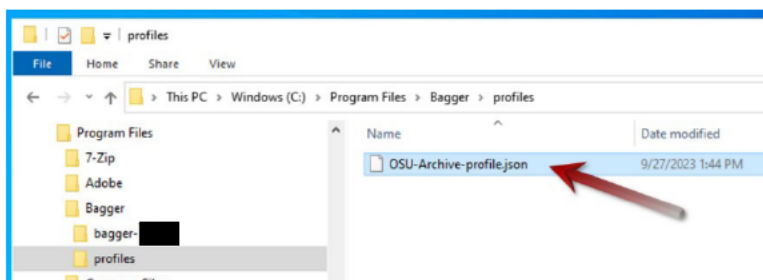 profiles
File Home Share View
This PC > Windows (C:) > Program Files > Bagger > profiles
Program Files
Name Date modified
7-Zip
OSU-Archive-profile.json 9/27/2023 1:44 PM
Adobe
Bagger
bagger-
profiles